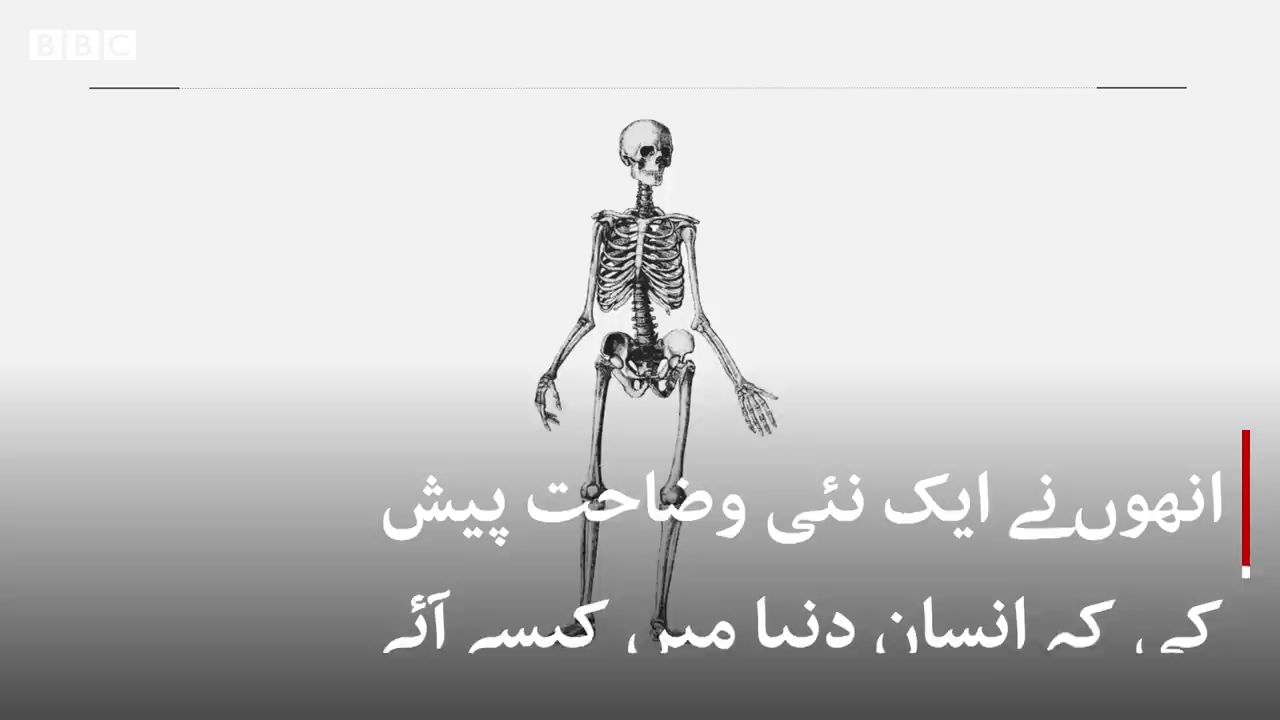 BBC
انھوں نے ایک نئی وضاحت پیش
کی کہ انسان دنیا میں کیسے آئے